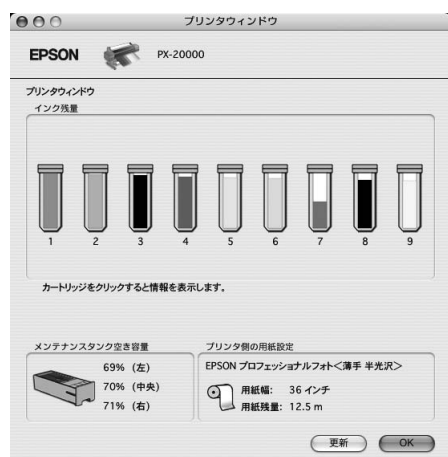 プリンタウィンドウ
EPSON PX-20000
プリンタウィンドウ
インク残量
1 2 3 4 5 6 7 8 9
カートリッジをクリックすると情報を表示します。
メンテナンスタンク空き容量
69% (左)
70% (中央)
71% (右)
プリンタ側の用紙設定
EPSON プロフェッショナルフォト<薄手 半光沢>
用紙幅: 36 インチ
用紙残量: 12.5 m
更新 OK